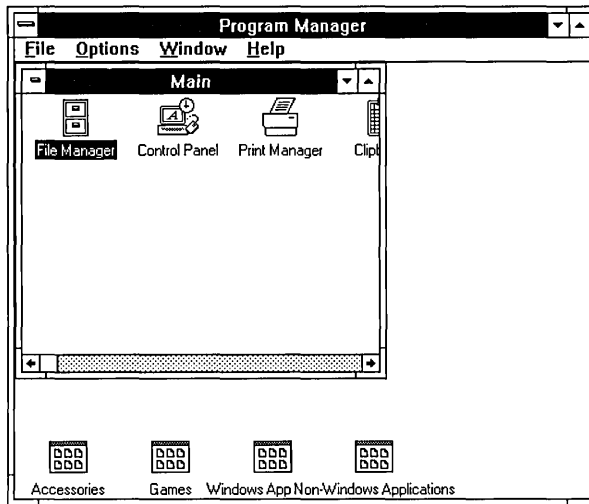 Program Manager
File Options Window Help
Main
File Manager Control Panel Print Manager Clipb
Accessories Games Windows App Non-Windows Applications